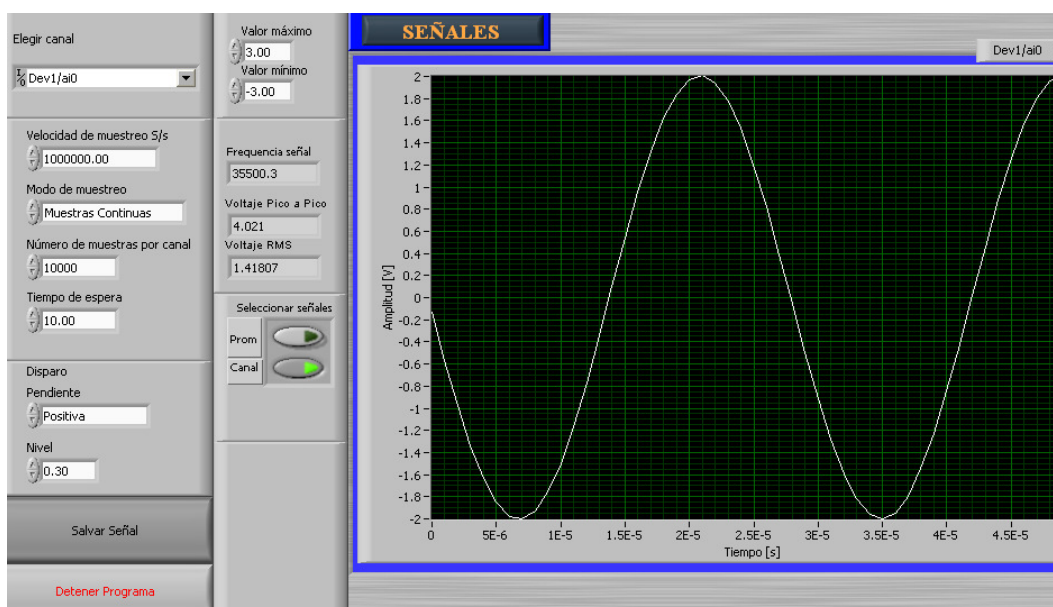 Elegir canal
Dev1/ai0
Velocidad de muestreo S/s
1000000.00
Modo de muestreo
Muestras Continuas
Número de muestras por canal
10000
Tiempo de espera
10.00
Disparo
Pendiente
Positiva
Nivel
0.30
Salvar Señal
Detener Programa
Valor máximo
3.00
Valor mínimo
-3.00
Frequencia señal
35500.3
Voltaje Pico a Pico
4.021
Voltaje RMS
1.41807
Seleccionar señales
Prom
Canal
SEÑALES
Dev1/ai0
Amplitud [V]
2
1.8
1.6
1.4
1.2
1
0.8
0.6
0.4
0.2
0
-0.2
-0.4
-0.6
-0.8
-1
-1.2
-1.4
-1.6
-1.8
-2
0 5E-6 1E-5 1.5E-5 2E-5 2.5E-5 3E-5 3.5E-5 4E-5 4.5E-5
Tiempo [s]